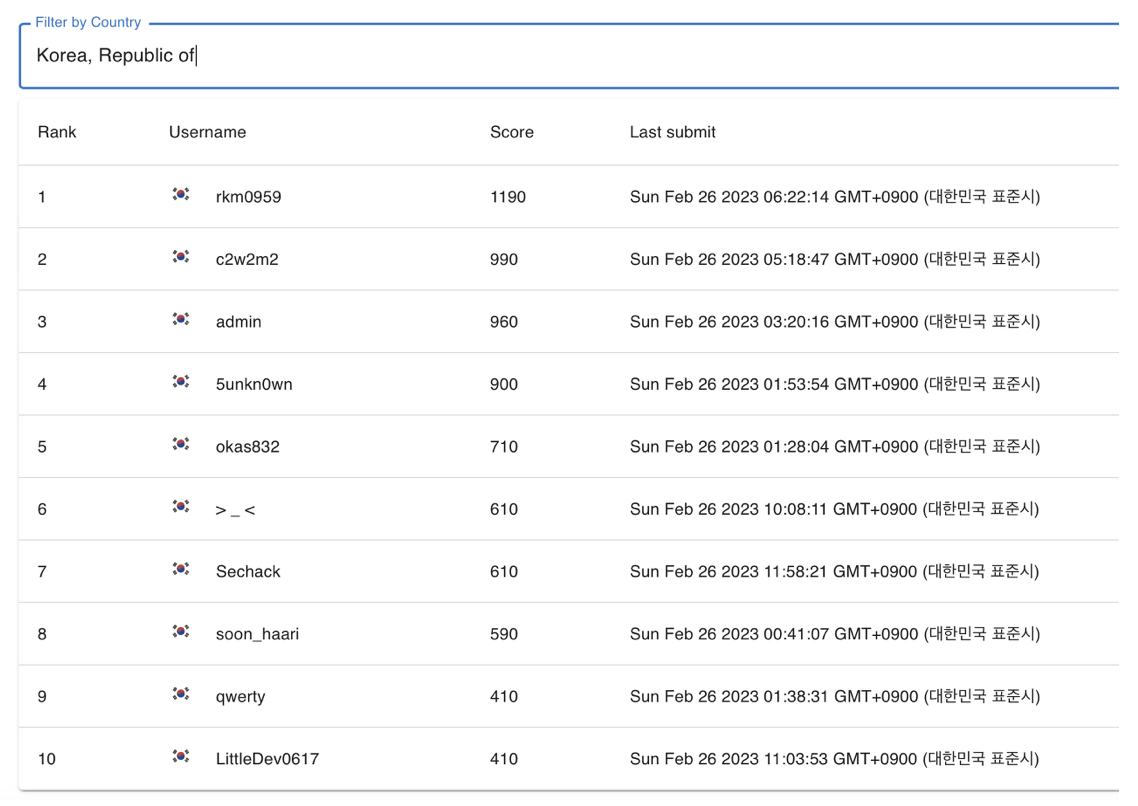 Filter by Country
Korea, Republic of
Rank Username Score Last submit
1 rkm0959 1190 Sun Feb 26 2023 06:22:14 GMT+0900 (대한민국 표준시)
2 c2w2m2 990 Sun Feb 26 2023 05:18:47 GMT+0900 (대한민국 표준시)
3 admin 960 Sun Feb 26 2023 03:20:16 GMT+0900 (대한민국 표준시)
4 5unkn0wn 900 Sun Feb 26 2023 01:53:54 GMT+0900 (대한민국 표준시)
5 okas832 710 Sun Feb 26 2023 01:28:04 GMT+0900 (대한민국 표준시)
6 > _ < 610 Sun Feb 26 2023 10:08:11 GMT+0900 (대한민국 표준시)
7 Sechack 610 Sun Feb 26 2023 11:58:21 GMT+0900 (대한민국 표준시)
8 soon_haari 590 Sun Feb 26 2023 00:41:07 GMT+0900 (대한민국 표준시)
9 qwerty 410 Sun Feb 26 2023 01:38:31 GMT+0900 (대한민국 표준시)
10 LittleDev0617 410 Sun Feb 26 2023 11:03:53 GMT+0900 (대한민국 표준시)